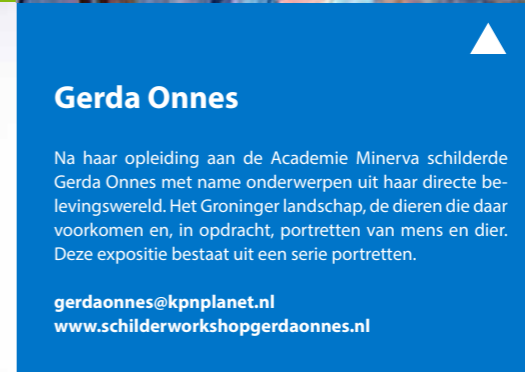 Gerda Onnes
Na haar opleiding aan de Academie Minerva schilderde
Gerda Onnes met name onderwerpen uit haar directe be-
levingswereld. Het Groninger landschap, de dieren die daar
voorkomen en, in opdracht, portretten van mens en dier.
Deze expositie bestaat uit een serie portretten.
gerdaonnes@kpnplanet.nl
www.schilderworkshopgerdaonnes.nl